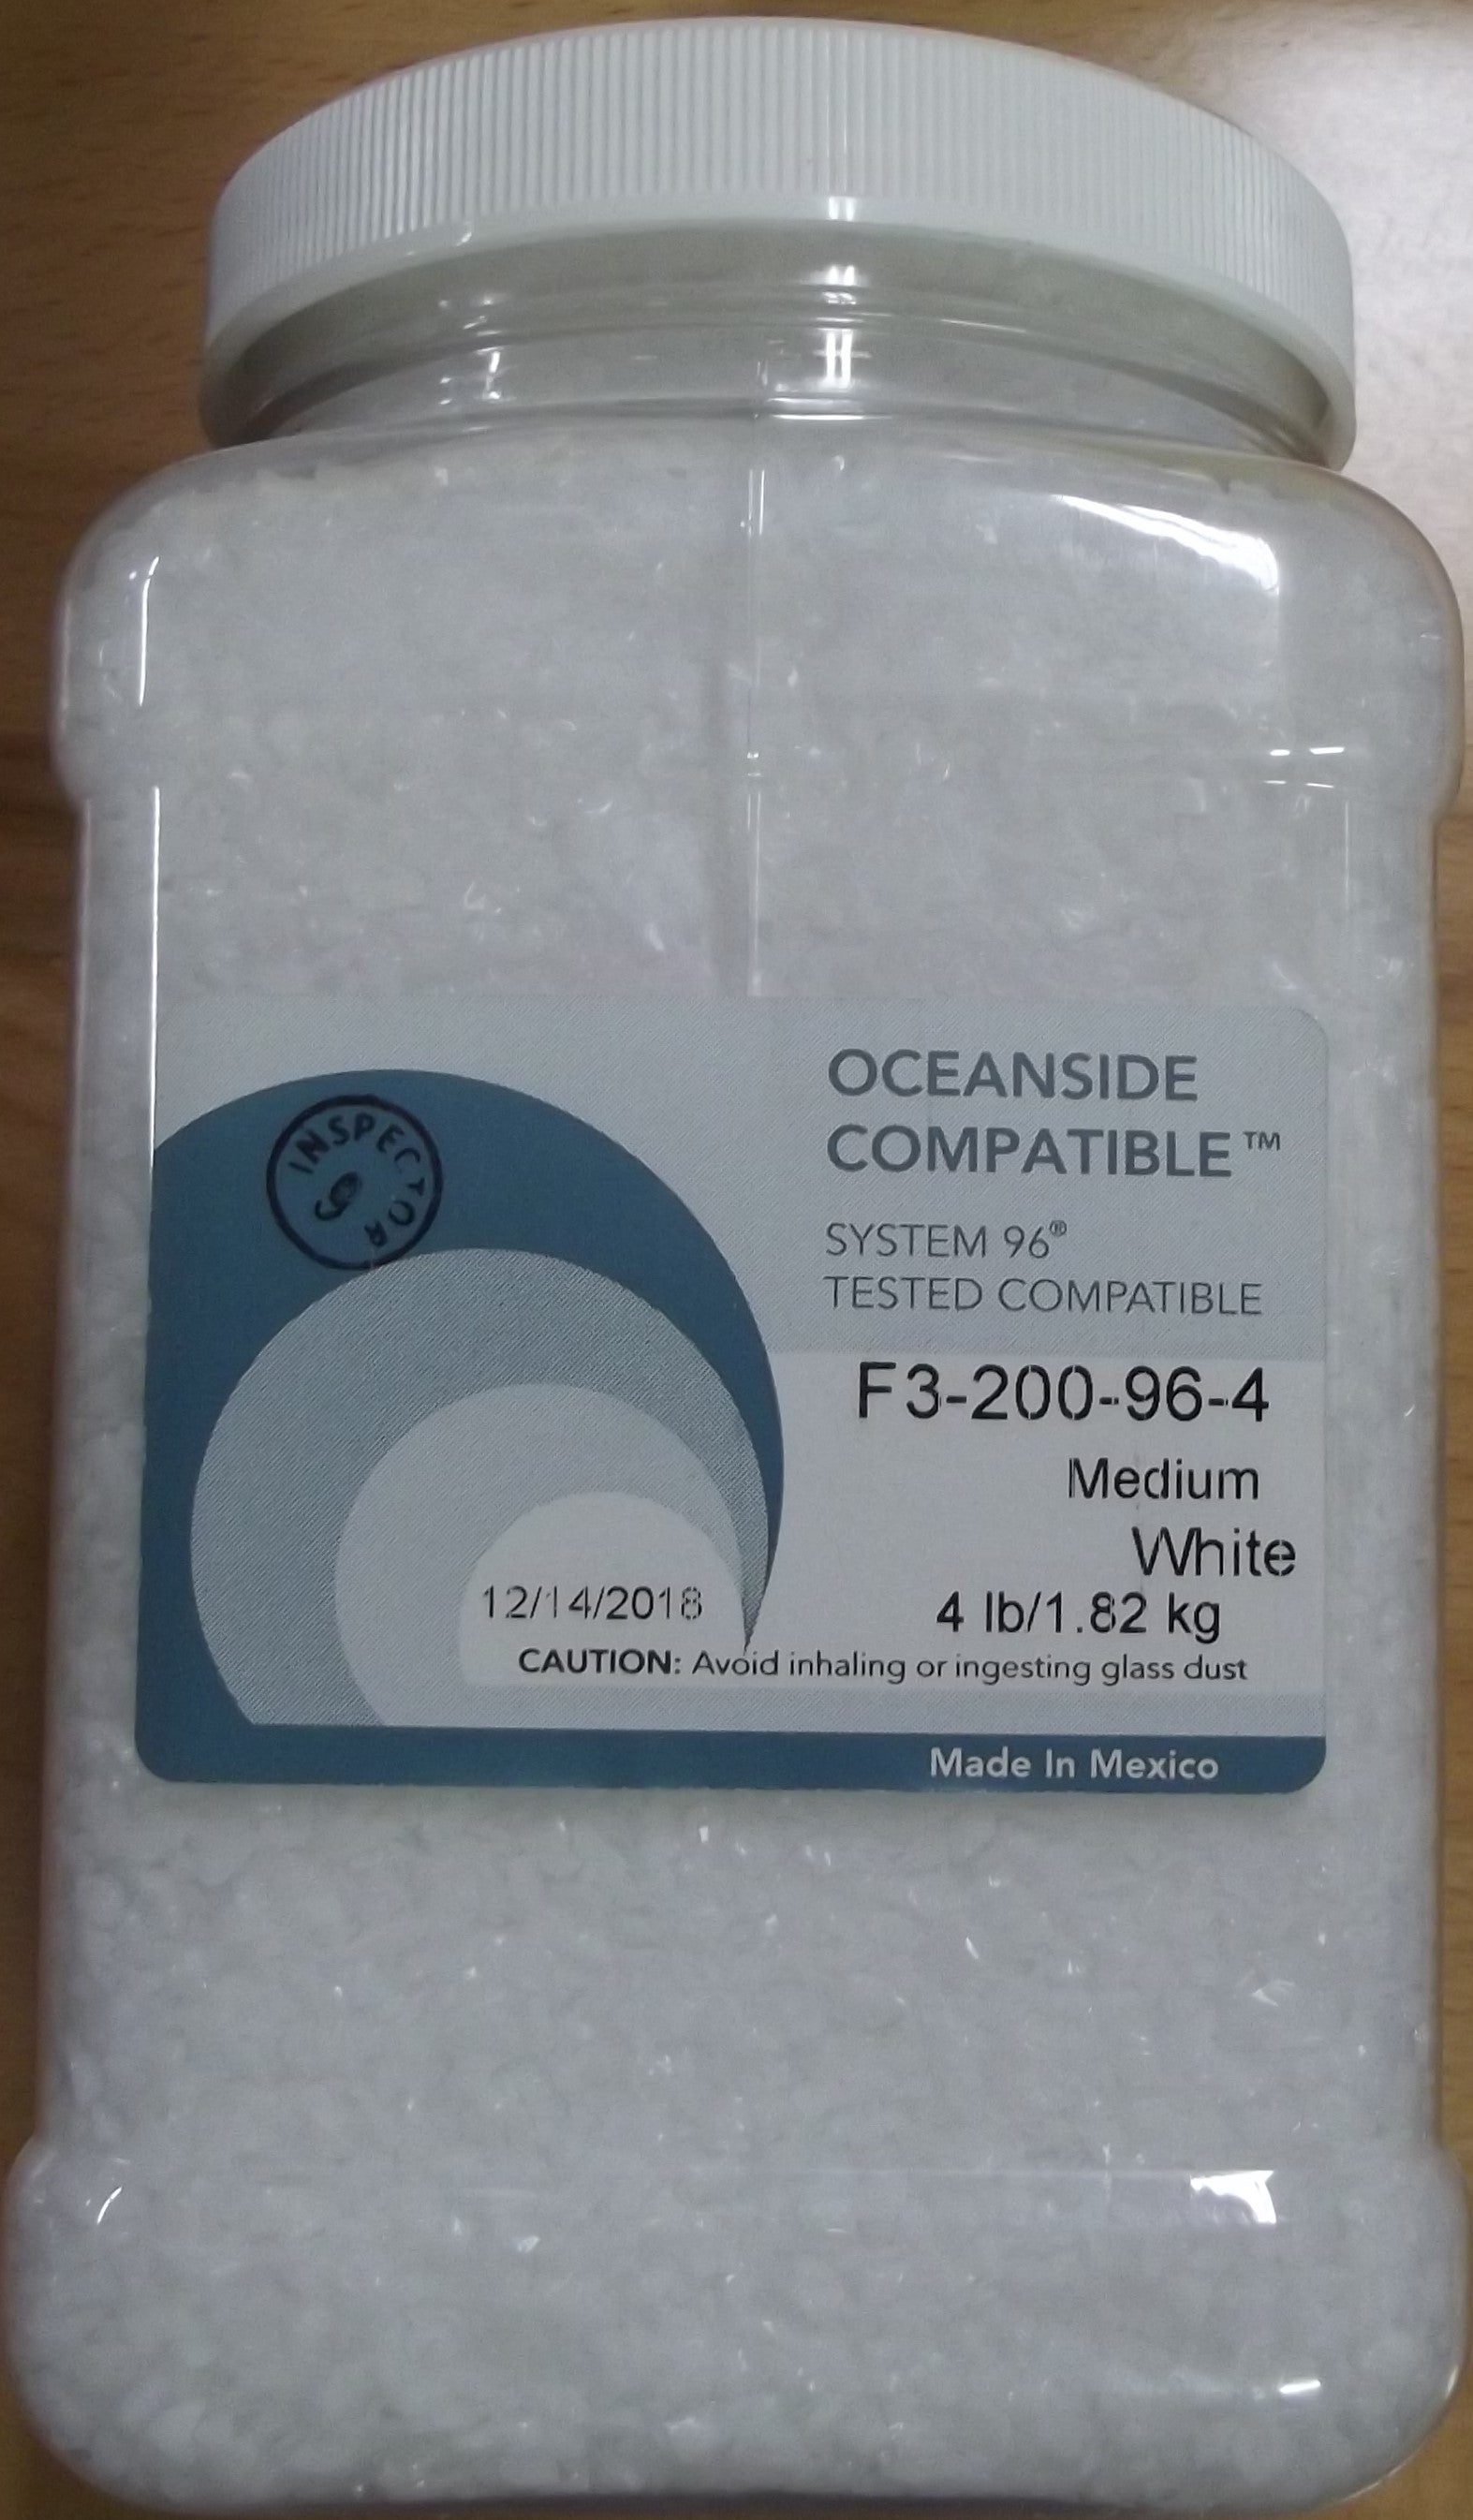 OCEANSIDE
COMPATIBLE™
SYSTEM 96®
TESTED COMPATIBLE
INSPECTOR
F3-200-96-4
Medium
White
12/14/2018
4 lb/1.82 kg
CAUTION: Avoid inhaling or ingesting glass dust
Made In Mexico